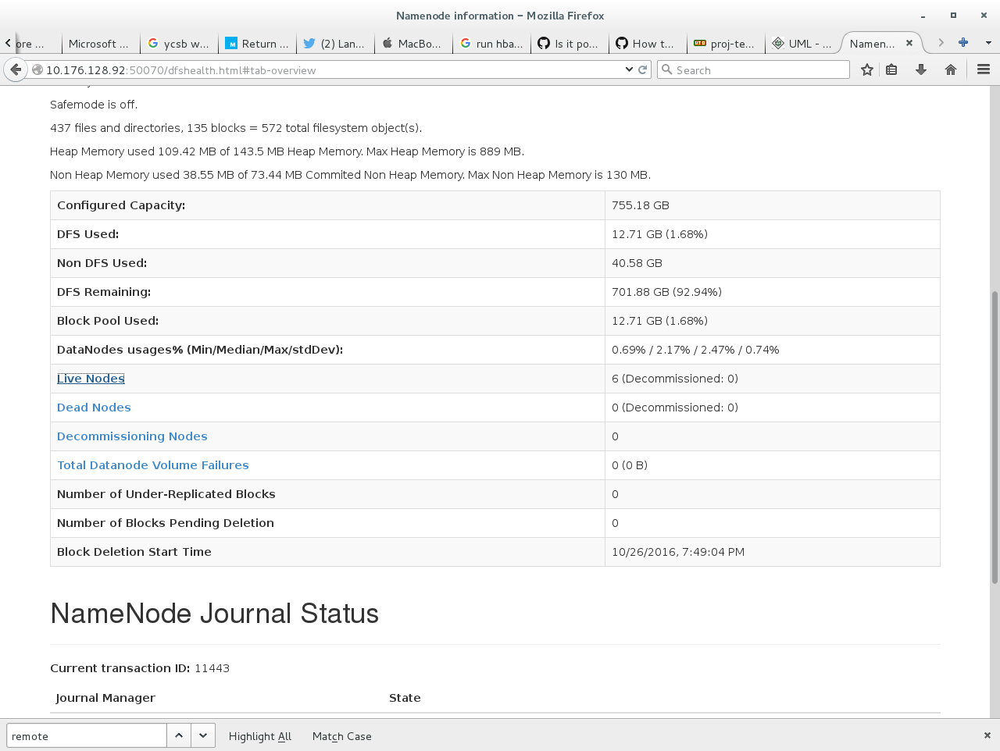 Namenode information – Mozilla Firefox
ore ... Microsoft ... ycsb w... Return ... (2) Lan... MacBo... run hba... Is it po... How t... proj-te... UML - ... Namen...
10.176.128.92:50070/dfshealth.html#tab-overview Search
Safemode is off.
437 files and directories, 135 blocks = 572 total filesystem object(s).
Heap Memory used 109.42 MB of 143.5 MB Heap Memory. Max Heap Memory is 889 MB.
Non Heap Memory used 38.55 MB of 73.44 MB Commited Non Heap Memory. Max Non Heap Memory is 130 MB.
Configured Capacity: 755.18 GB
DFS Used: 12.71 GB (1.68%)
Non DFS Used: 40.58 GB
DFS Remaining: 701.88 GB (92.94%)
Block Pool Used: 12.71 GB (1.68%)
DataNodes usages% (Min/Median/Max/stdDev): 0.69% / 2.17% / 2.47% / 0.74%
Live Nodes 6 (Decommissioned: 0)
Dead Nodes 0 (Decommissioned: 0)
Decommissioning Nodes 0
Total Datanode Volume Failures 0 (0 B)
Number of Under-Replicated Blocks 0
Number of Blocks Pending Deletion 0
Block Deletion Start Time 10/26/2016, 7:49:04 PM
NameNode Journal Status
Current transaction ID: 11443
Journal Manager State
remote Highlight All Match Case